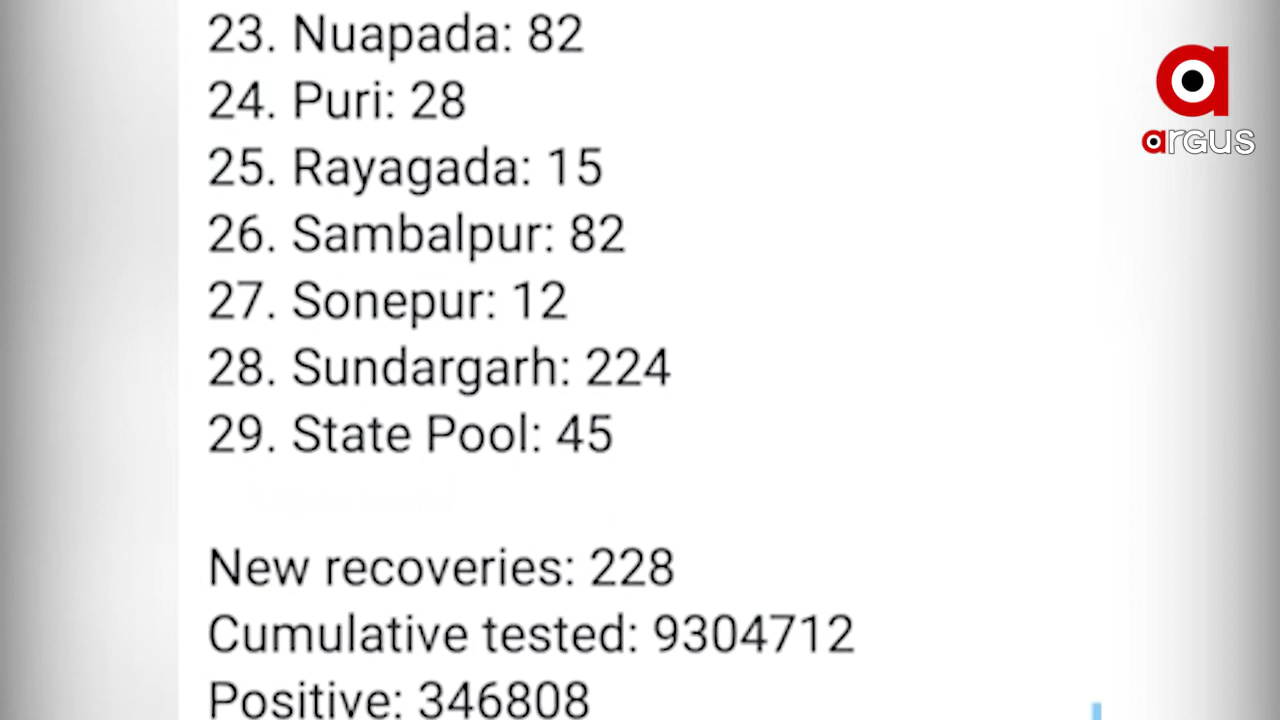 23. Nuapada: 82
24. Puri: 28
25. Rayagada: 15
26. Sambalpur: 82
27. Sonepur: 12
28. Sundargarh: 224
29. State Pool: 45
New recoveries: 228
Cumulative tested: 9304712
Positive: 346808
argus